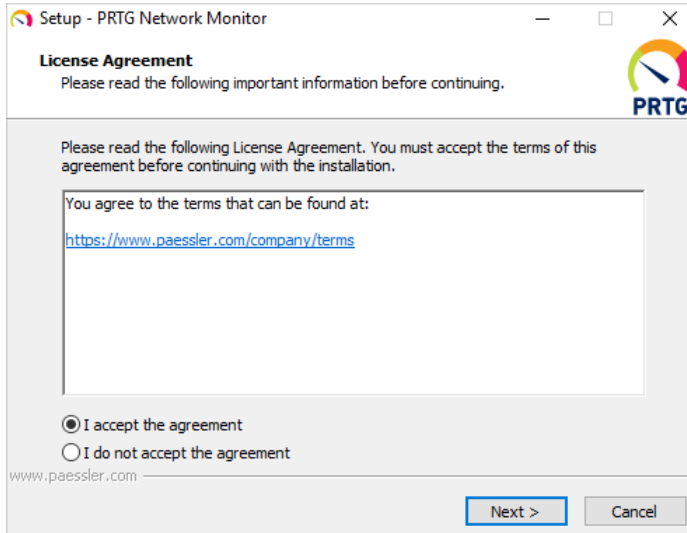 Setup - PRTG Network Monitor
License Agreement
Please read the following important information before continuing.
PRTG
Please read the following License Agreement. You must accept the terms of this
agreement before continuing with the installation.
You agree to the terms that can be found at:
https://www.paessler.com/company/terms
I accept the agreement
I do not accept the agreement
www.paessler.com
Next >
Cancel